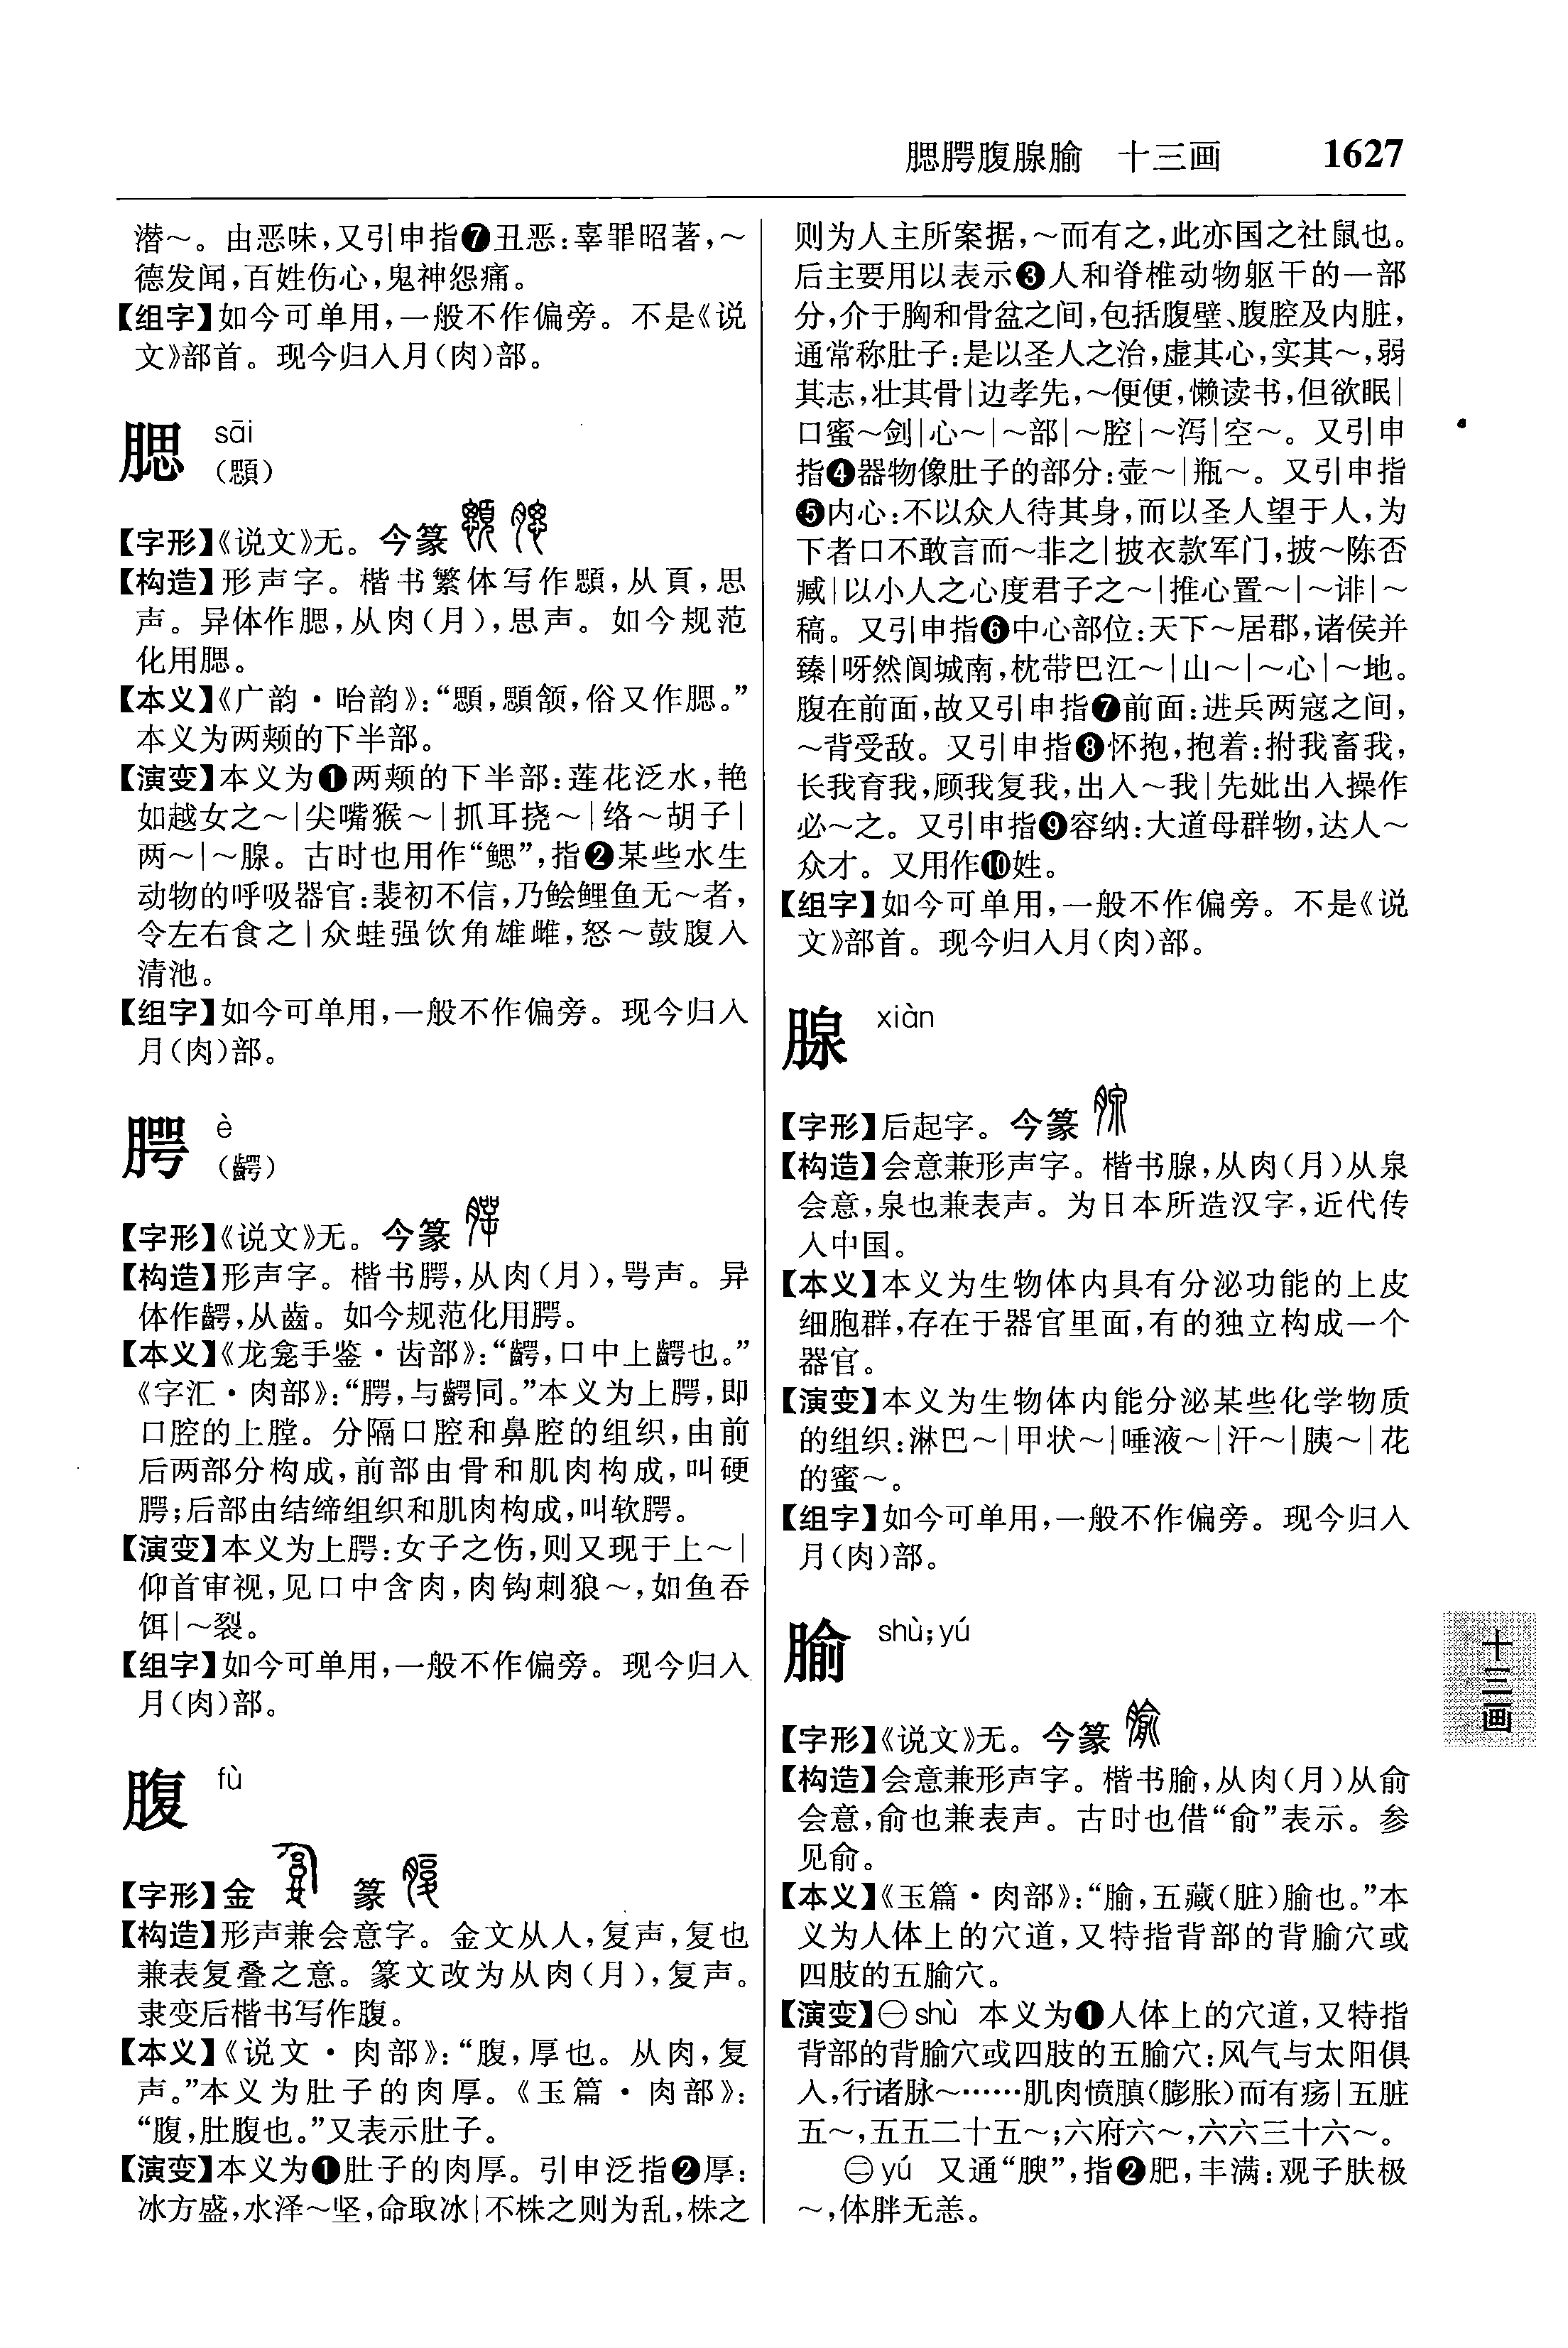 腮腭腹腺腧　十三画　1627
潜～。由恶味,又引申指❼丑恶:辜罪昭著,～
德发闻,百姓伤心,鬼神怨痛。
【组字】如今可单用,一般不作偏旁。不是《说
文》部首。现今归入月(肉)部。
腮 sāi
(顋)
【字形】《说文》无。今篆
【构造】形声字。楷书繁体写作顋,从頁,思
声。异体作腮,从肉(月),思声。如今规范
化用腮。
【本义】《广韵·咍韵》:“顋,顋颔,俗又作腮。”
本义为两颊的下半部。
【演变】本义为❶两颊的下半部:莲花泛水,艳
如越女之～|尖嘴猴～|抓耳挠～|络～胡子|
两～|～腺。古时也用作“鳃”,指❷某些水生
动物的呼吸器官:裴初不信,乃鲙鲤鱼无～者,
令左右食之|众蛙强饮角雄雌,怒～鼓腹入
清池。
【组字】如今可单用,一般不作偏旁。现今归入
月(肉)部。
腭 è
(齶)
【字形】《说文》无。今篆
【构造】形声字。楷书腭,从肉(月),咢声。异
体作齶,从齒。如今规范化用腭。
【本义】《龙龛手鉴·齿部》:“齶,口中上齶也。”
《字汇·肉部》:“腭,与齶同。”本义为上腭,即
口腔的上膛。分隔口腔和鼻腔的组织,由前
后两部分构成,前部由骨和肌肉构成,叫硬
腭;后部由结缔组织和肌肉构成,叫软腭。
【演变】本义为上腭:女子之伤,则又现于上～|
仰首审视,见口中含肉,肉钩刺狼～,如鱼吞
饵|～裂。
【组字】如今可单用,一般不作偏旁。现今归入
月(肉)部。
腹 fù
【字形】金　篆
【构造】形声兼会意字。金文从人,复声,复也
兼表复叠之意。篆文改为从肉(月),复声。
隶变后楷书写作腹。
【本义】《说文·肉部》:“腹,厚也。从肉,复
声。”本义为肚子的肉厚。《玉篇·肉部》:
“腹,肚腹也。”又表示肚子。
【演变】本义为❶肚子的肉厚。引申泛指❷厚:
冰方盛,水泽～坚,命取冰|不株之则为乱,株之
则为人主所案据,～而有之,此亦国之社鼠也。
后主要用以表示❸人和脊椎动物躯干的一部
分,介于胸和骨盆之间,包括腹壁、腹腔及内脏,
通常称肚子:是以圣人之治,虚其心,实其～,弱
其志,壮其骨|边孝先,～便便,懒读书,但欲眠|
口蜜～剑|心～|～部|～腔|～泻|空～。又引申
指❹器物像肚子的部分:壶～|瓶～。又引申指
❺内心:不以众人待其身,而以圣人望于人,为
下者口不敢言而～非之|披衣款军门,披～陈否
臧|以小人之心度君子之～|推心置～|～诽|～
稿。又引申指❻中心部位:天下～居郡,诸侯并
臻|呀然阆城南,枕带巴江～|山～|～心|～地。
腹在前面,故又引申指❼前面:进兵两寇之间,
～背受敌。又引申指❽怀抱,抱着:拊我畜我,
长我育我,顾我复我,出入～我|先妣出入操作
必～之。又引申指❾容纳:大道母群物,达人～
众才。又用作❿姓。
【组字】如今可单用,一般不作偏旁。不是《说
文》部首。现今归入月(肉)部。
腺 xiàn
【字形】后起字。今篆
【构造】会意兼形声字。楷书腺,从肉(月)从泉
会意,泉也兼表声。为日本所造汉字,近代传
入中国。
【本义】本义为生物体内具有分泌功能的上皮
细胞群,存在于器官里面,有的独立构成一个
器官。
【演变】本义为生物体内能分泌某些化学物质
的组织:淋巴～|甲状～|唾液～|汗～|胰～|花
的蜜～。
【组字】如今可单用,一般不作偏旁。现今归入
月(肉)部。
腧 shù;yú
【字形】《说文》无。今篆
【构造】会意兼形声字。楷书腧,从肉(月)从俞
会意,俞也兼表声。古时也借“俞”表示。参
见俞。
【本义】《玉篇·肉部》:“腧,五藏(脏)腧也。”本
义为人体上的穴道,又特指背部的背腧穴或
四肢的五腧穴。
【演变】㊀shù 本义为❶人体上的穴道,又特指
背部的背腧穴或四肢的五腧穴:风气与太阳俱
入,行诸脉～……肌肉愤䐜(膨胀)而有疡|五脏
五～,五五二十五～;六府六～,六六三十六～。
㊁yú 又通“腴”,指❷肥,丰满:观子肤极
～,体胖无恙。
十三画